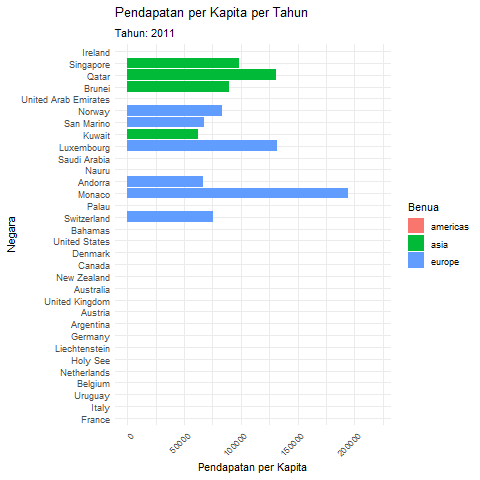 Pendapatan per Kapita per Tahun
Tahun: 2011
Negara
Ireland
Singapore
Qatar
Brunei
United Arab Emirates
Norway
San Marino
Kuwait
Luxembourg
Saudi Arabia
Nauru
Andorra
Monaco
Palau
Switzerland
Bahamas
United States
Denmark
Canada
New Zealand
Australia
United Kingdom
Austria
Argentina
Germany
Liechtenstein
Holy See
Netherlands
Belgium
Uruguay
Italy
France
0
50000
100000
150000
200000
Pendapatan per Kapita
Benua
americas
asia
europe